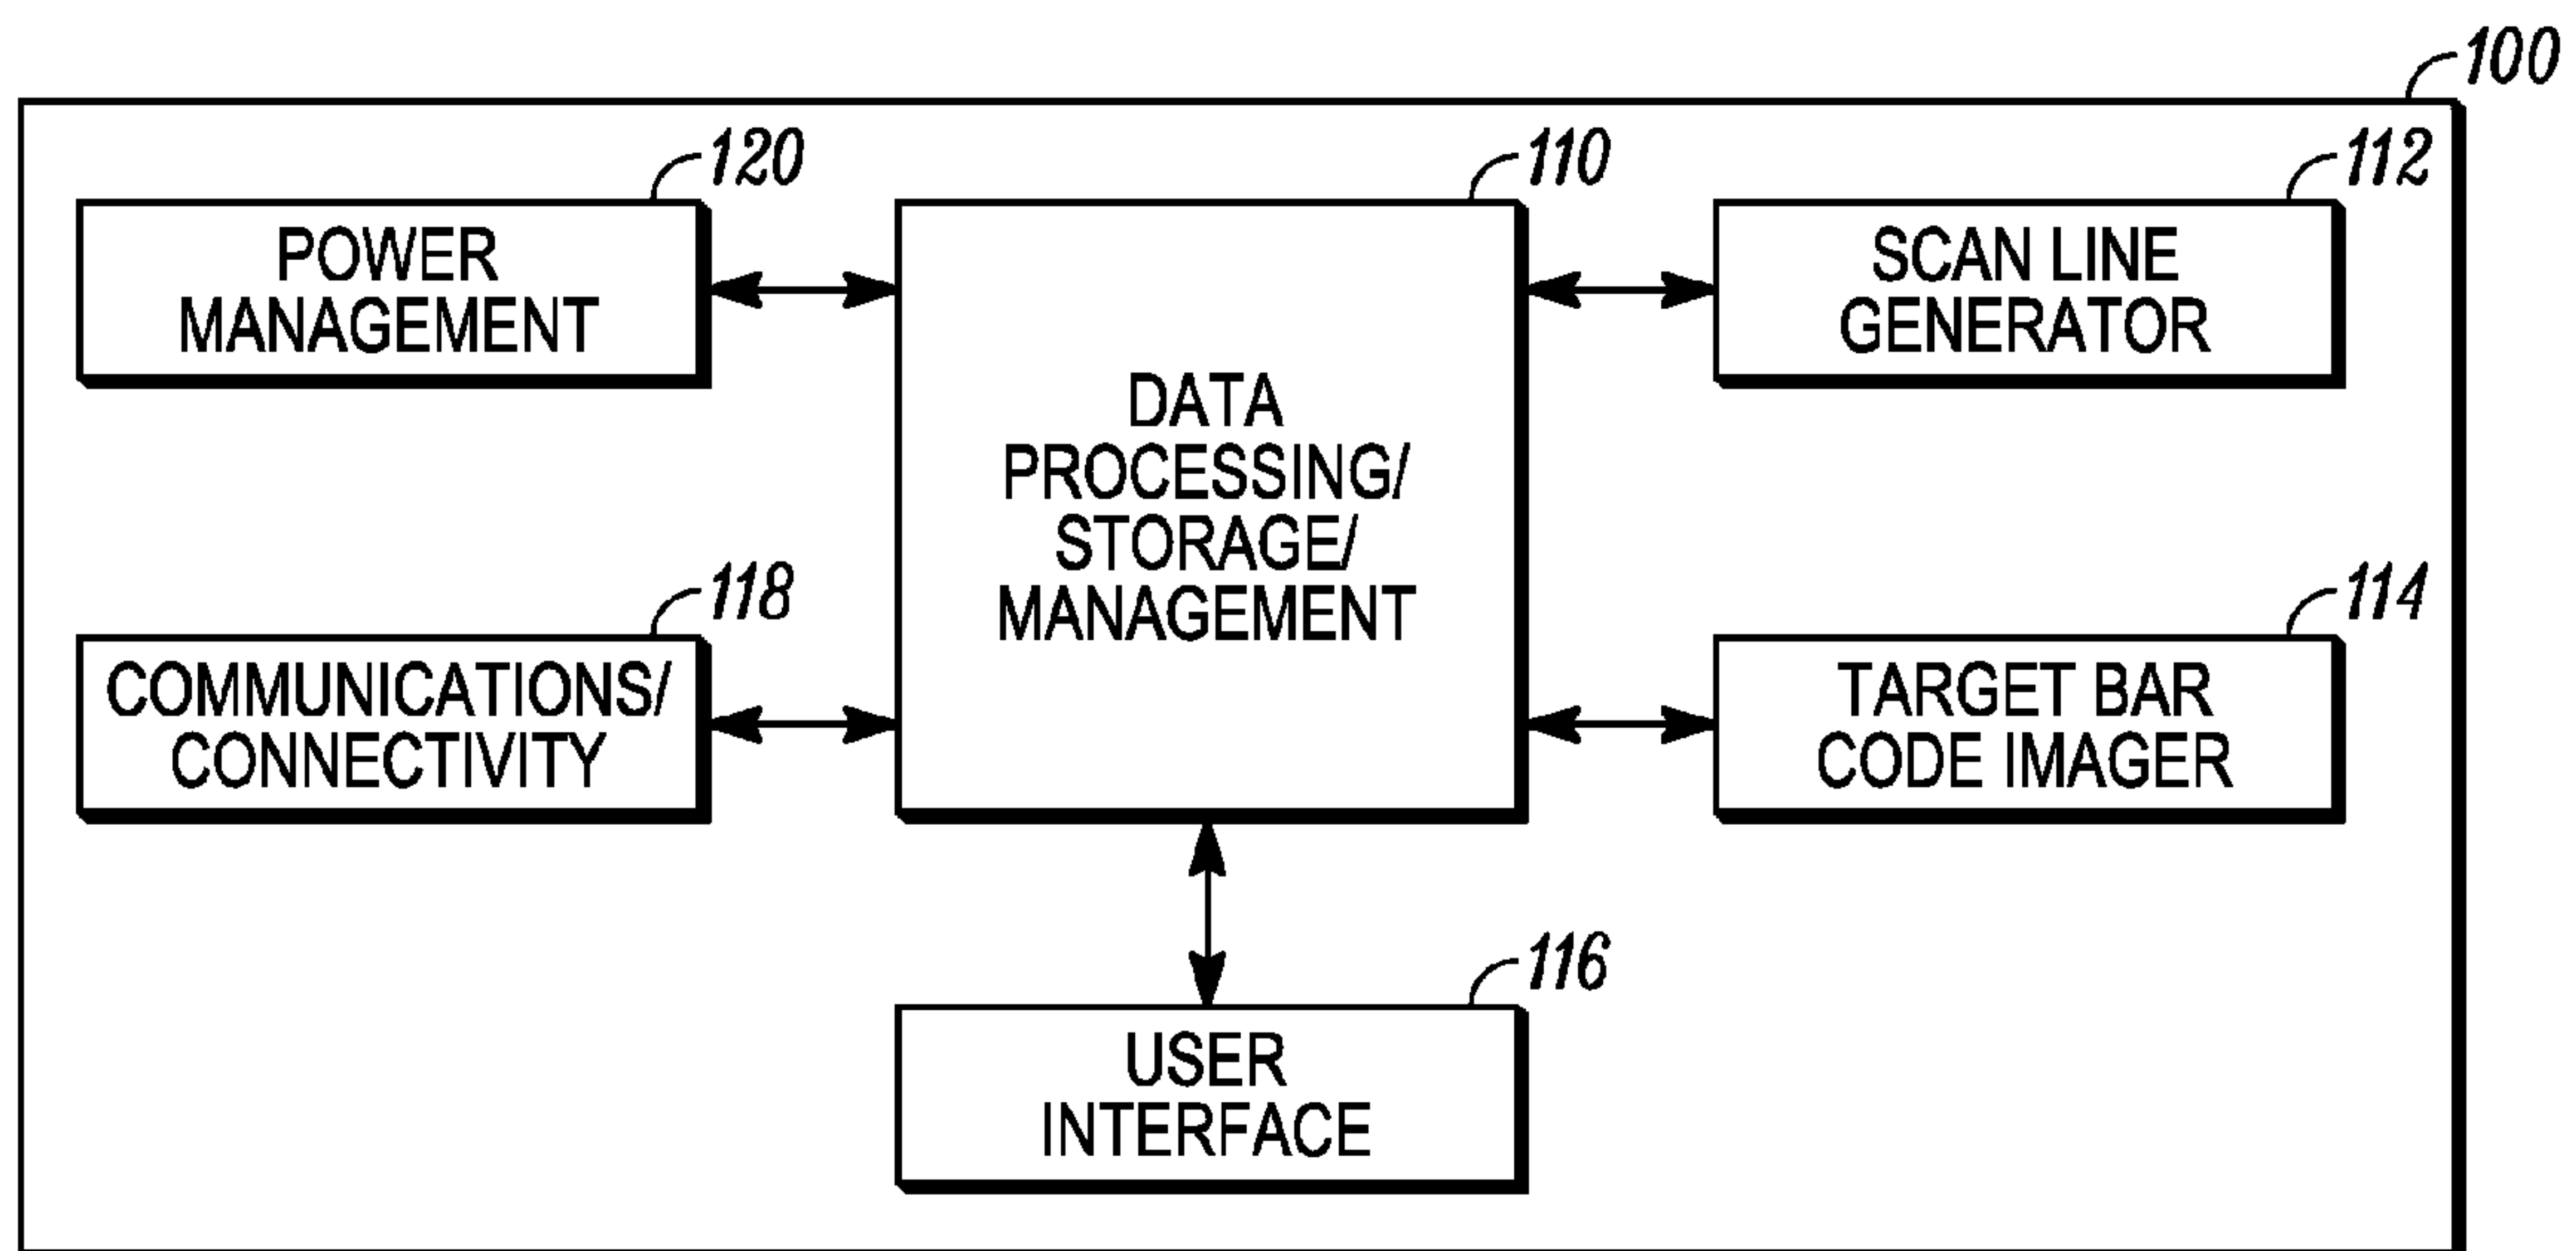 100
120
POWER
MANAGEMENT
110
DATA
PROCESSING/
STORAGE/
MANAGEMENT
112
SCAN LINE
GENERATOR
118
COMMUNICATIONS/
CONNECTIVITY
114
TARGET BAR
CODE IMAGER
116
USER
INTERFACE